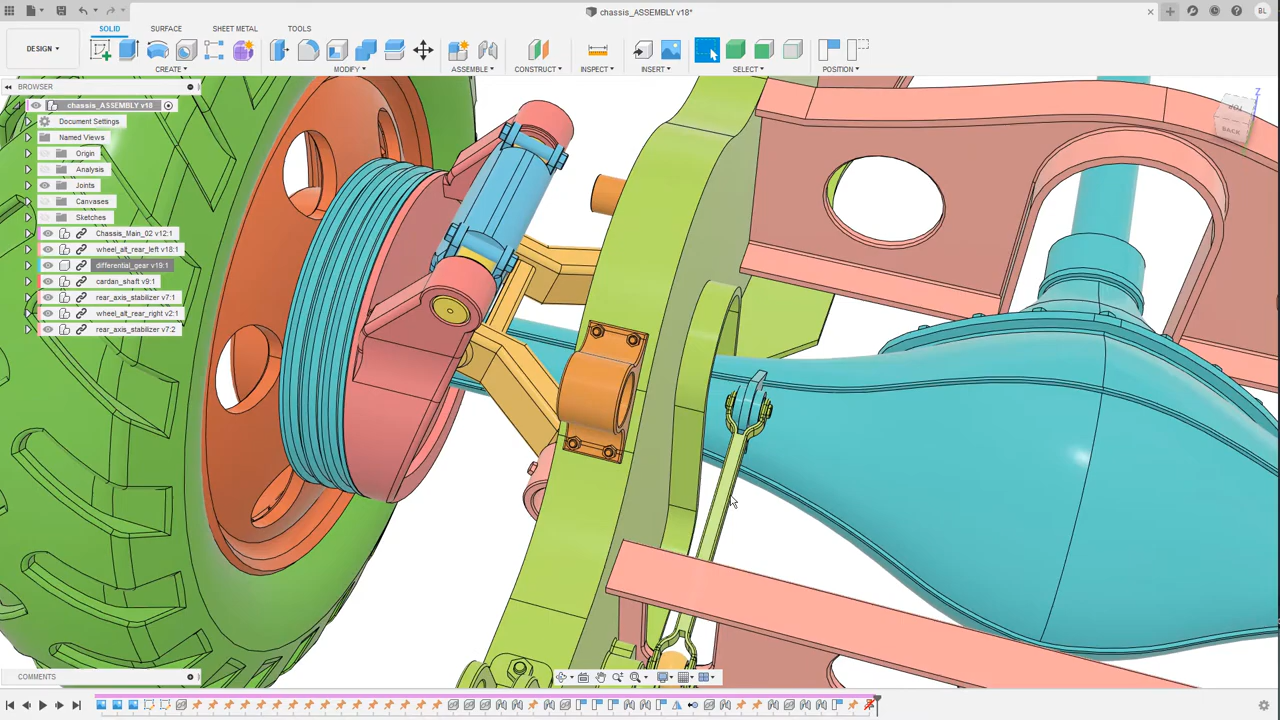 chassis_ASSEMBLY v18*
BL
DESIGN
SOLID
SURFACE
SHEET METAL
TOOLS
CREATE
MODIFY
ASSEMBLE
CONSTRUCT
INSPECT
INSERT
SELECT
POSITION
BROWSER
chassis_ASSEMBLY v18
Document Settings
Named Views
Origin
Analysis
Joints
Canvases
Sketches
Chassis_Main_02 v12:1
wheel_alt_rear_left v18:1
differential_gear v19:1
cardan_shaft v9:1
rear_axis_stabilizer v7:1
wheel_alt_rear_right v2:1
rear_axis_stabilizer v7:2
Z
BACK
COMMENTS